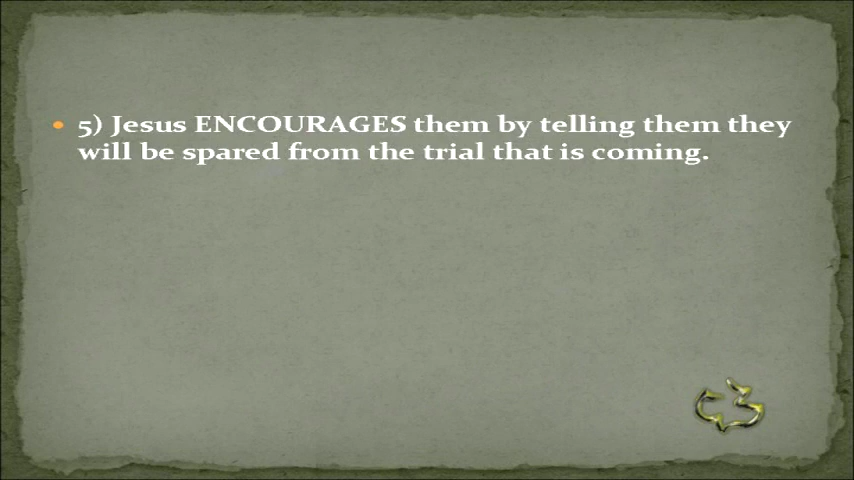 5) Jesus ENCOURAGES them by telling them they
will be spared from the trial that is coming.